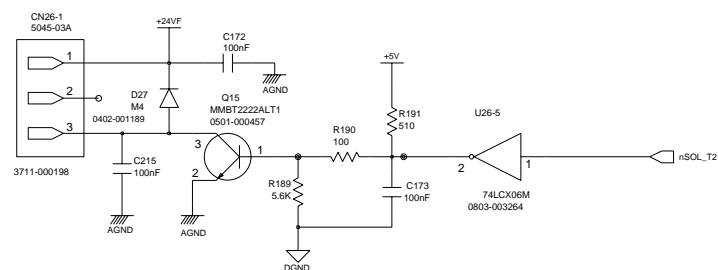 CN26-1
5045-03A
+24VF
C172
100nF
1
AGND
+5V
D27
M4
Q15
MMBT2222ALT1
0501-000457
2
0402-001189
R191
510
U26-5
R190
100
3
3
1
2
1
nSOL_T2
C215
100nF
2
R189
5.6K
C173
100nF
74LCX06M
0803-003264
3711-000198
AGND
AGND
DGND